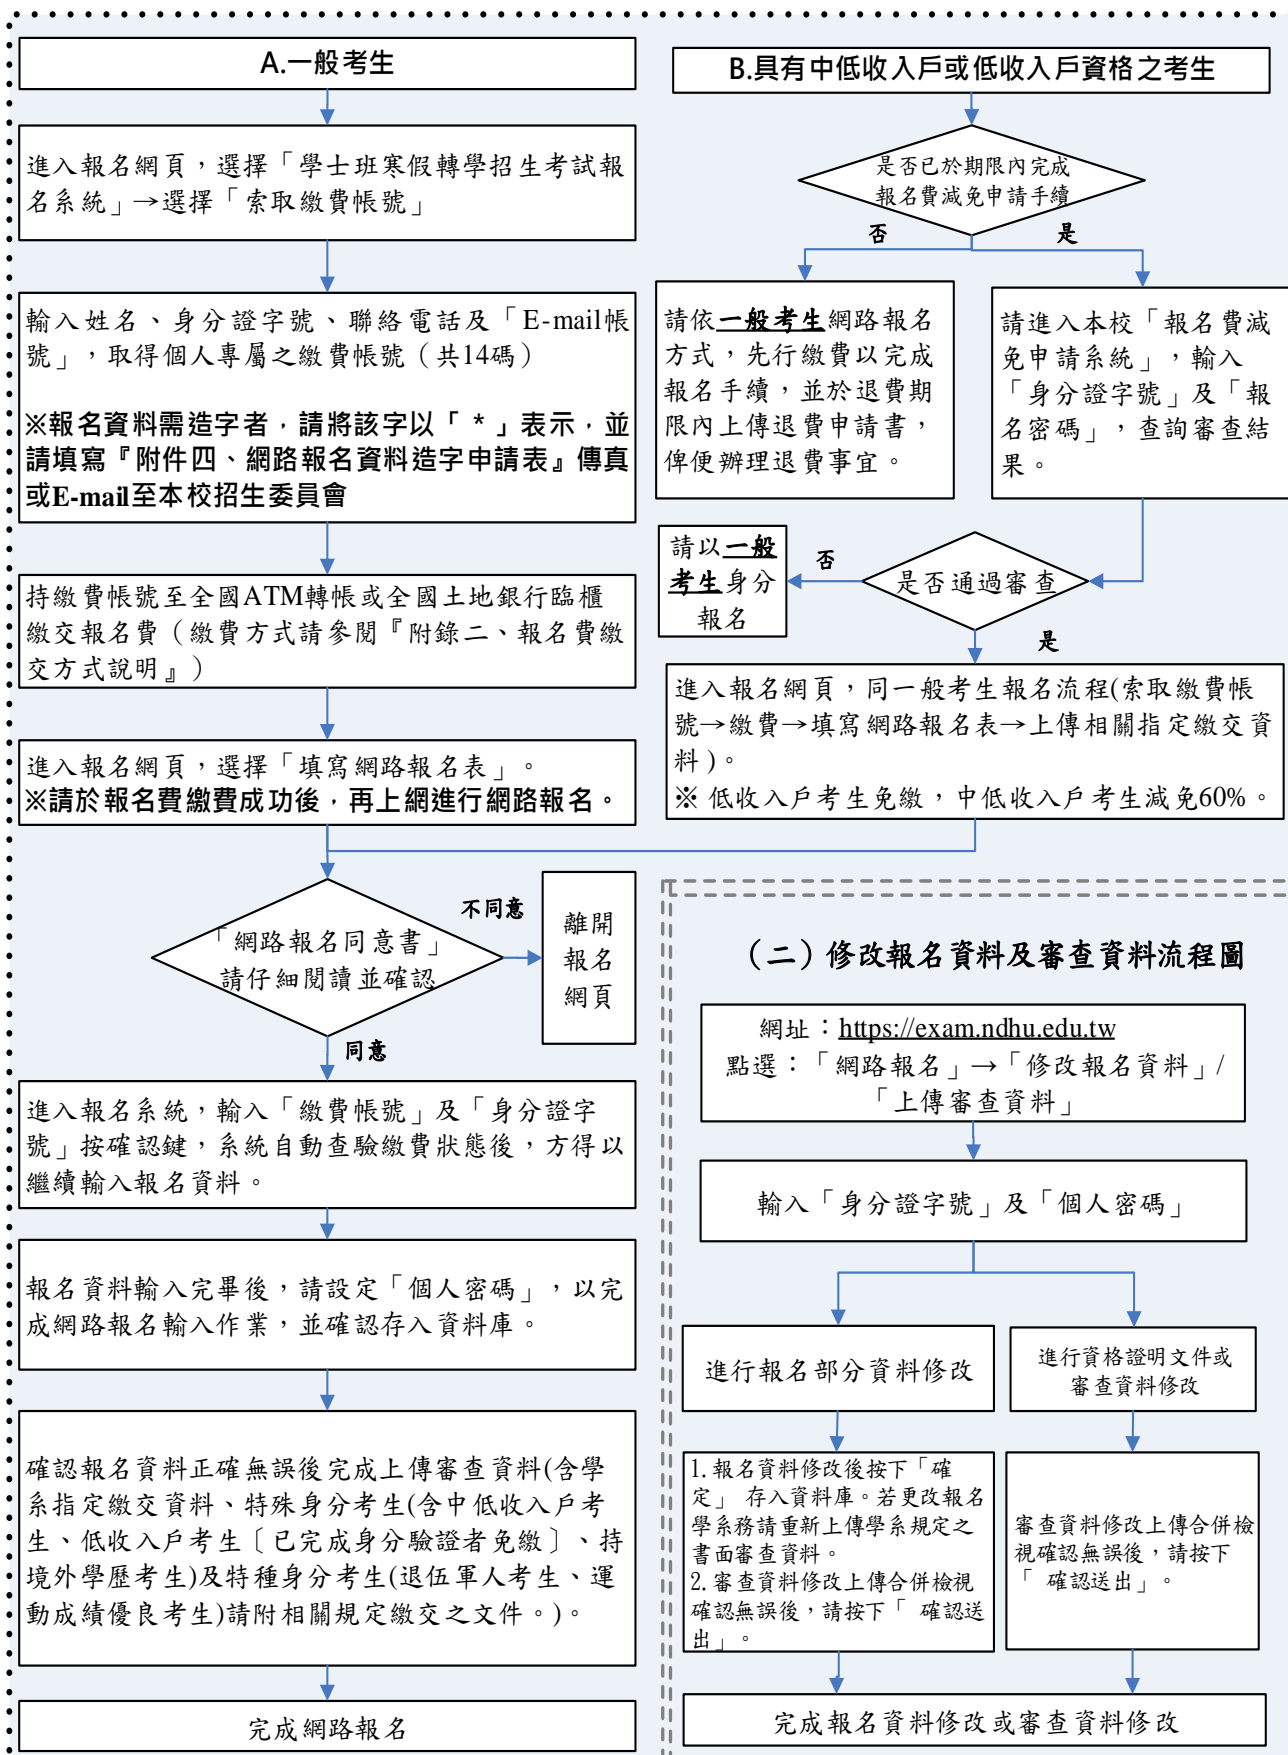 A.一般考生
進入報名網頁，選擇「學士班寒假轉學招生考試報
名系統」→選擇「索取繳費帳號」
輸入姓名、身分證字號、聯絡電話及「E-mail帳
號」，取得個人專屬之繳費帳號（共14碼）
※報名資料需造字者，請將該字以「 * 」表示，並
請填寫『附件四、網路報名資料造字申請表』傳真
或E-mail至本校招生委員會
持繳費帳號至全國ATM轉帳或全國土地銀行臨櫃
繳交報名費（繳費方式請參閱『附錄二、報名費繳
交方式說明』）
進入報名網頁，選擇「填寫網路報名表」。
※請於報名費繳費成功後，再上網進行網路報名。
B.具有中低收入戶或低收入戶資格之考生
是否已於期限內完成
報名費減免申請手續
否
是
請依一般考生網路報名
方式，先行繳費以完成
報名手續，並於退費期
限內上傳退費申請書，
俾便辦理退費事宜。
請進入本校「報名費減
免申請系統」，輸入
「身分證字號」及「報
名密碼」，查詢審查結
果。
請以一般
考生身分
報名
否
是否通過審查
是
進入報名網頁，同一般考生報名流程(索取繳費帳
號→繳費→填寫網路報名表→上傳相關指定繳交資
料)。
※ 低收入戶考生免繳，中低收入戶考生減免60%。
「網路報名同意書」
請仔細閱讀並確認
不同意
離開
報名
網頁
同意
進入報名系統，輸入「繳費帳號」及「身分證字
號」按確認鍵，系統自動查驗繳費狀態後，方得以
繼續輸入報名資料。
報名資料輸入完畢後，請設定「個人密碼」，以完
成網路報名輸入作業，並確認存入資料庫。
確認報名資料正確無誤後完成上傳審查資料(含學
系指定繳交資料、特殊身分考生(含中低收入戶考
生、低收入戶考生〔已完成身分驗證者免繳〕、持
境外學歷考生)及特種身分考生(退伍軍人考生、運
動成績優良考生)請附相關規定繳交之文件。)。
完成網路報名
（二）修改報名資料及審查資料流程圖
網址：https://exam.ndhu.edu.tw
點選：「網路報名」→「修改報名資料」/
「上傳審查資料」
輸入「身分證字號」及「個人密碼」
進行報名部分資料修改
進行資格證明文件或
審查資料修改
1. 報名資料修改後按下「確
定」 存入資料庫。若更改報名
學系務請重新上傳學系規定之
書面審查資料。
2. 審查資料修改上傳合併檢視
確認無誤後，請按下「 確認送
出」。
審查資料修改上傳合併檢
視確認無誤後，請按下
「 確認送出」。
完成報名資料修改或審查資料修改